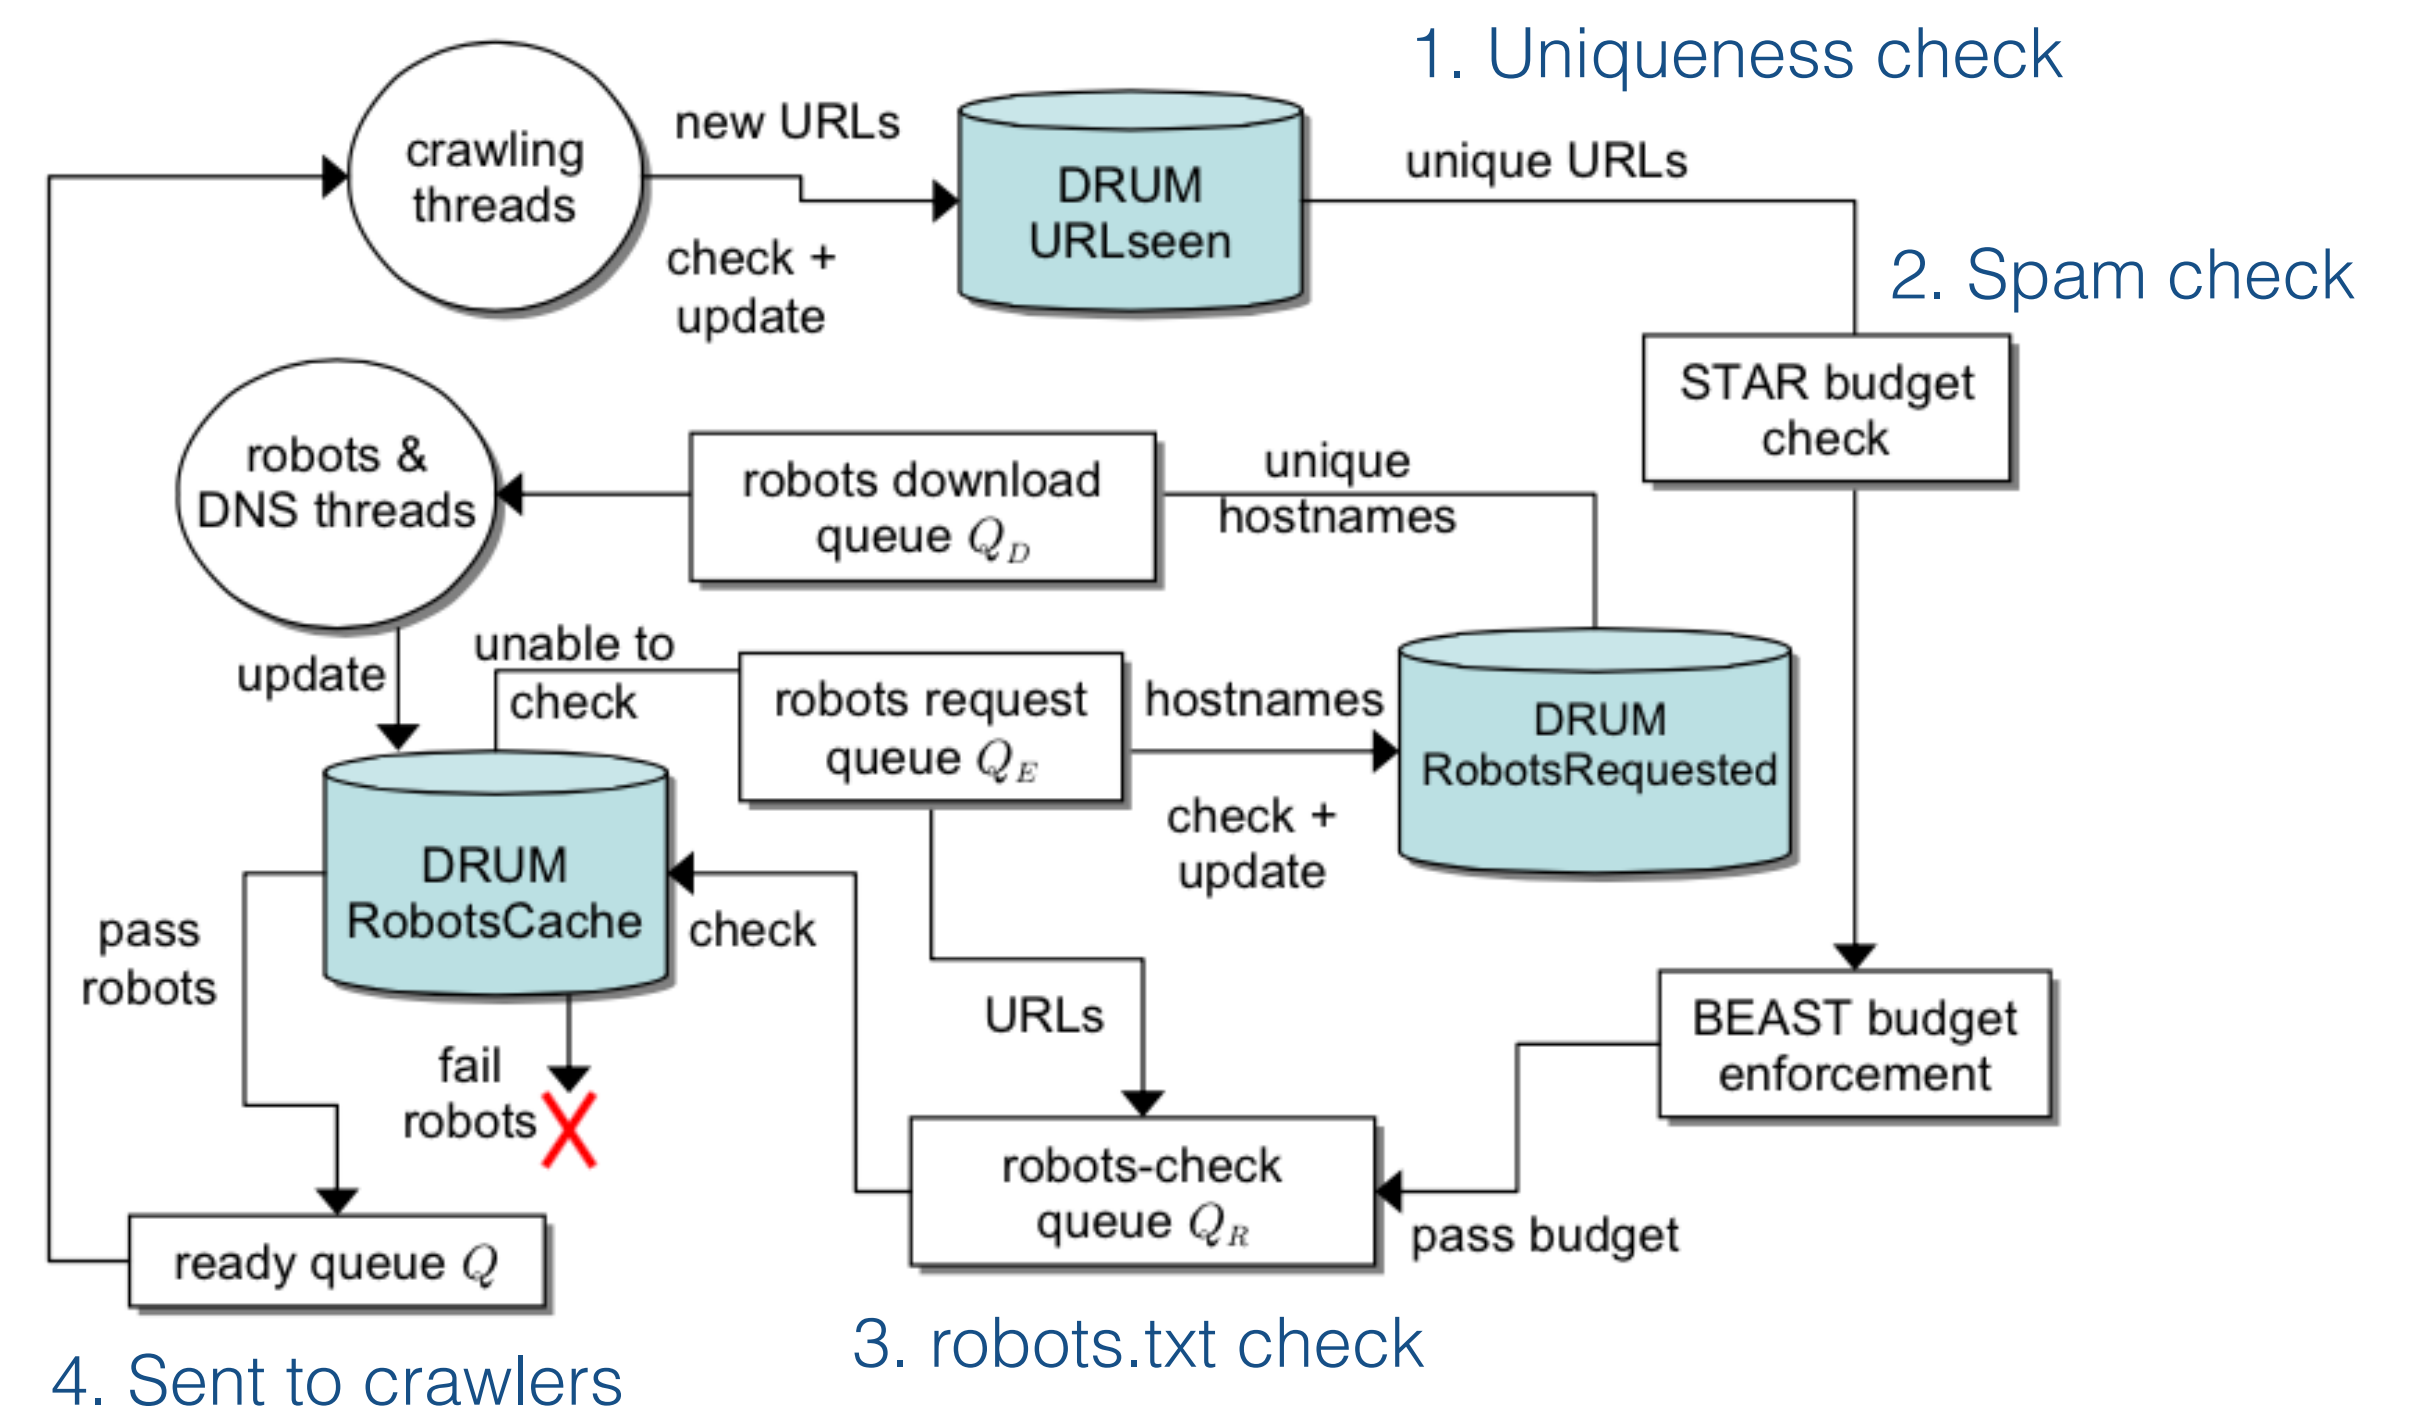 1. Uniqueness check
crawling
threads
new URLs
check +
update
DRUM
URLseen
unique URLs
2. Spam check
STAR budget
check
robots &
DNS threads
robots download
queue Q_D
unique
hostnames
update
unable to
check
robots request
queue Q_E
hostnames
check +
update
DRUM
RobotsRequested
DRUM
RobotsCache
check
pass
robots
fail
robots
URLs
BEAST budget
enforcement
robots-check
queue Q_R
pass budget
ready queue Q
3. robots.txt check
4. Sent to crawlers